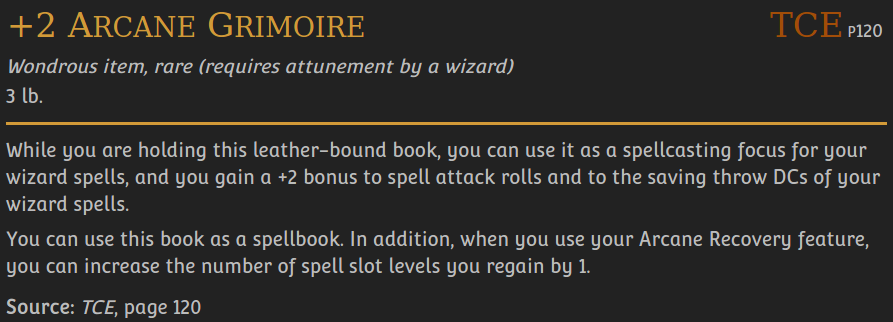 +2 Arcane Grimoire TCE P120
Wondrous item, rare (requires attunement by a wizard)
3 lb.
While you are holding this leather-bound book, you can use it as a spellcasting focus for your
wizard spells, and you gain a +2 bonus to spell attack rolls and to the saving throw DCs of your
wizard spells.
You can use this book as a spellbook. In addition, when you use your Arcane Recovery feature,
you can increase the number of spell slot levels you regain by 1.
Source: TCE, page 120